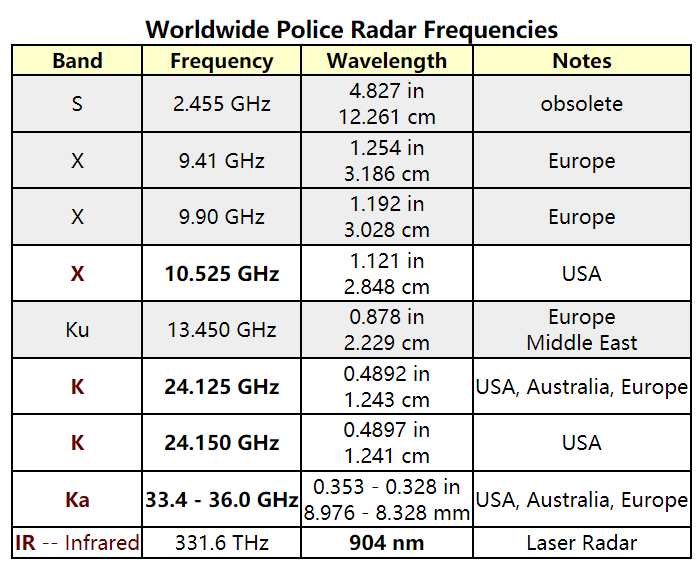 Worldwide Police Radar Frequencies
Band Frequency Wavelength Notes
S 2.455 GHz 4.827 in
12.261 cm obsolete
X 9.41 GHz 1.254 in
3.186 cm Europe
X 9.90 GHz 1.192 in
3.028 cm Europe
X 10.525 GHz 1.121 in
2.848 cm USA
Ku 13.450 GHz 0.878 in
2.229 cm Europe
Middle East
K 24.125 GHz 0.4892 in
1.243 cm USA, Australia, Europe
K 24.150 GHz 0.4897 in
1.241 cm USA
Ka 33.4 - 36.0 GHz 0.353 - 0.328 in
8.976 - 8.328 mm USA, Australia, Europe
IR -- Infrared 331.6 THz 904 nm Laser Radar